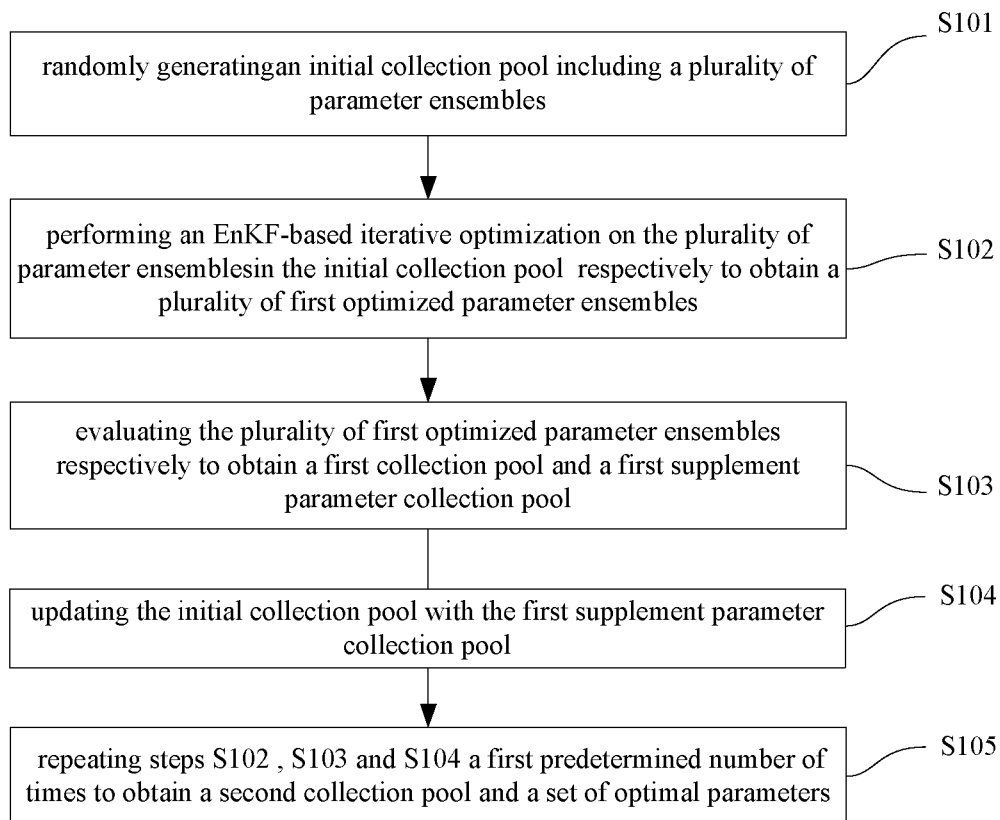 S101
randomly generatingan initial collection pool including a plurality of
parameter ensembles
performing an EnKF-based iterative optimization on the plurality of
parameter ensemblesin the initial collection pool respectively to obtain a
plurality of first optimized parameter ensembles
S102
evaluating the plurality of first optimized parameter ensembles
respectively to obtain a first collection pool and a first supplement
parameter collection pool
S103
updating the initial collection pool with the first supplement parameter
collection pool
S104
repeating steps S102 , S103 and S104 a first predetermined number of
times to obtain a second collection pool and a set of optimal parameters
S105